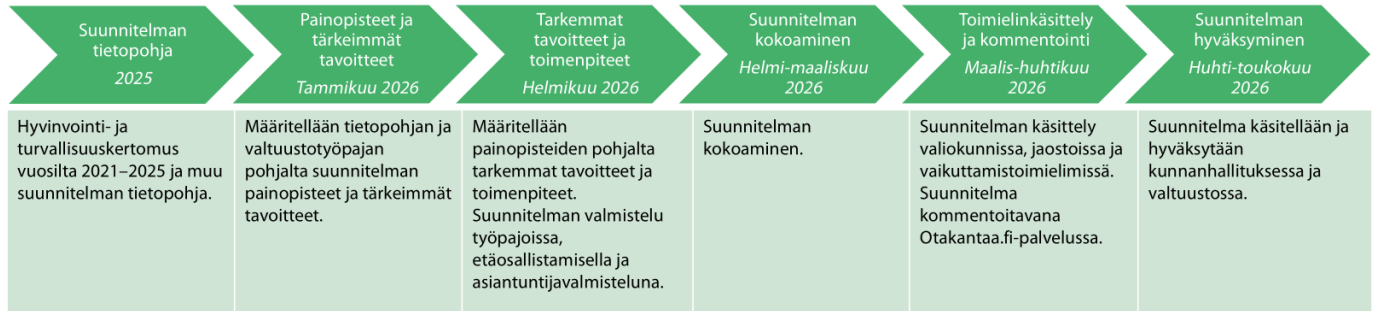 Suunnitelman
tietopohja
2025
Painopisteet ja
tärkeimmät
tavoitteet
Tammikuu 2026
Tarkemmat
tavoitteet ja
toimenpiteet
Helmikuu 2026
Suunnitelman
kokoaminen
Helmi-maaliskuu
2026
Toimielinkäsittely
ja kommentointi
Maalis-huhtikuu
2026
Suunnitelman
hyväksyminen
Huhti-toukokuu
2026
Hyvinvointi- ja
turvallisuuskertomus
vuosilta 2021–2025 ja muu
suunnitelman tietopohja.
Määritellään tietopohjan ja
valtuustotyöpajan
pohjalta suunnitelman
painopisteet ja tärkeimmät
tavoitteet.
Määritellään
painopisteiden pohjalta
tarkemmat tavoitteet ja
toimenpiteet.
Suunnitelman valmistelu
työpajoissa,
etäosallistamisella ja
asiantuntijavalmisteluna.
Suunnitelman
kokoaminen.
Suunnitelman käsittely
valiokunnissa, jaostoissa ja
vaikuttamistoimielimissä.
Suunnitelma
kommentoitavana
Otakantaa.fi-palvelussa.
Suunnitelma käsitellään ja
hyväksytään
kunnanhallituksessa ja
valtuustossa.